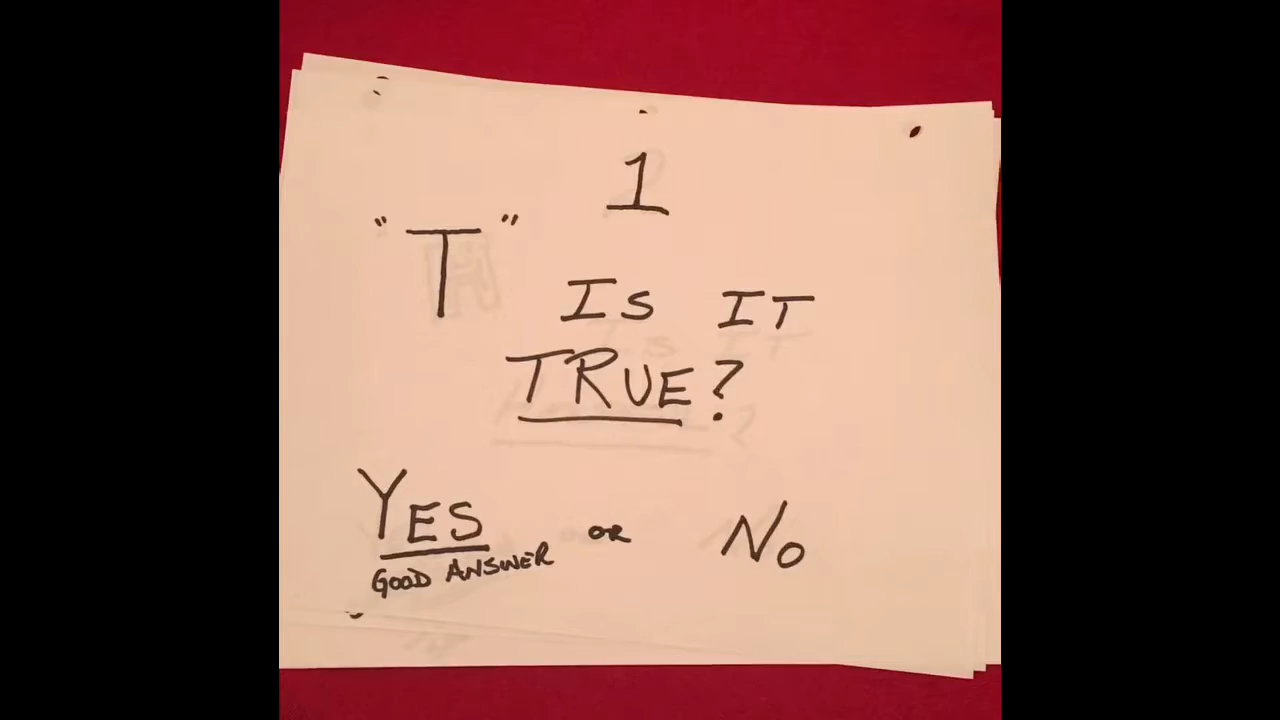 1
"T"
IS IT
TRUE?
YES OR NO
GOOD ANSWER